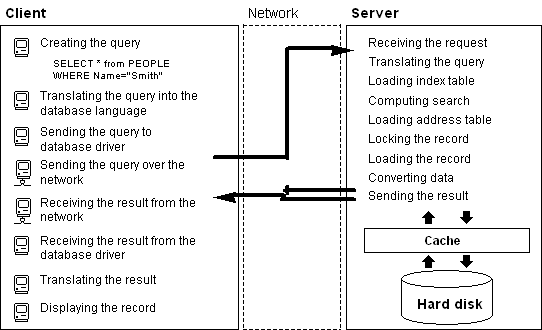 Client
Creating the query
SELECT * from PEOPLE
WHERE Name="Smith"
Translating the query into the
database language
Sending the query to
database driver
Sending the query over the
network
Receiving the result from the
network
Receiving the result from the
database driver
Translating the result
Displaying the record
Network
Server
Receiving the request
Translating the query
Loading index table
Computing search
Loading address table
Locking the record
Loading the record
Converting data
Sending the result
Cache
Hard disk